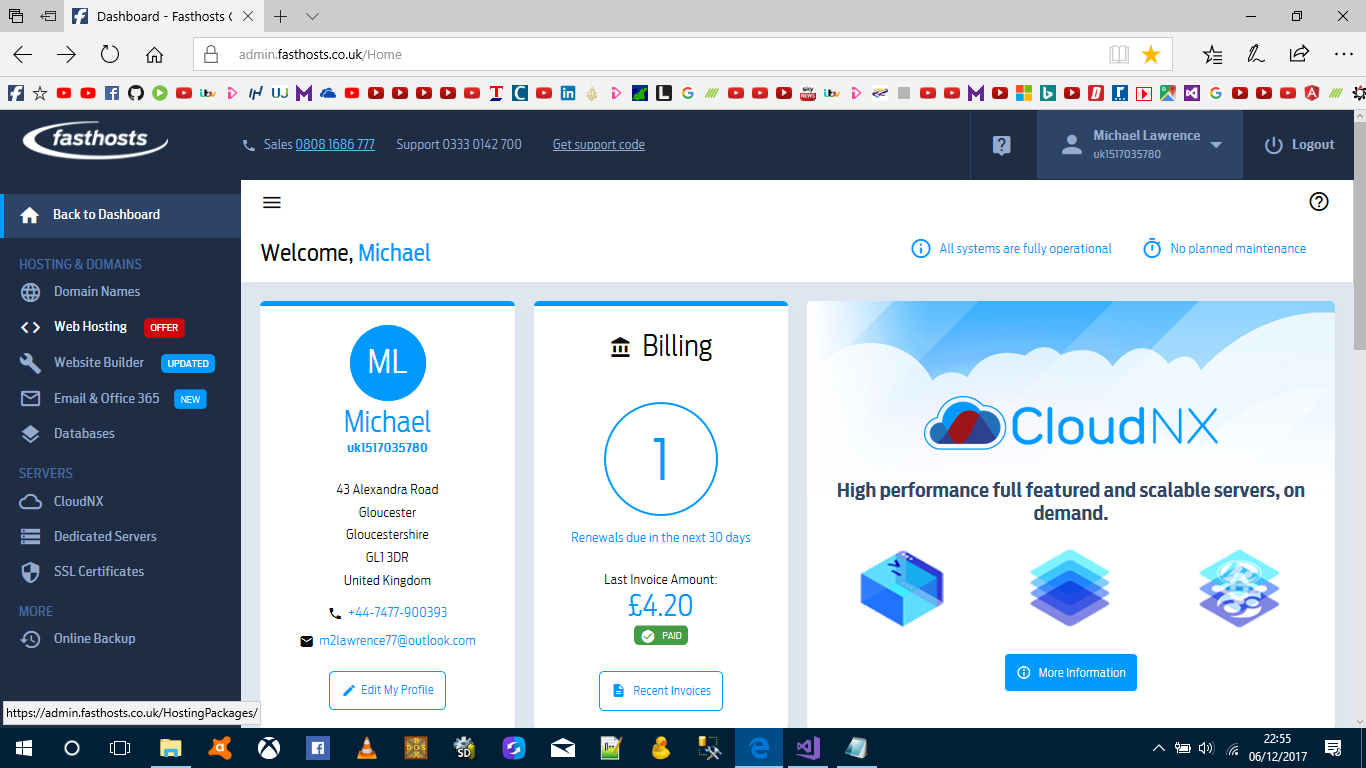 Dashboard - Fasthosts C
admin.fasthosts.co.uk/Home
fasthosts
Sales 0808 1686 777
Support 0333 0142 700
Get support code
Michael Lawrence
uk1517035780
Logout
Back to Dashboard
HOSTING & DOMAINS
Domain Names
Web Hosting OFFER
Website Builder UPDATED
Email & Office 365 NEW
Databases
SERVERS
CloudNX
Dedicated Servers
SSL Certificates
MORE
Online Backup
https://admin.fasthosts.co.uk/HostingPackages/
Welcome, Michael
All systems are fully operational
No planned maintenance
ML
Michael
uk1517035780
43 Alexandra Road
Gloucester
Gloucestershire
GL1 3DR
United Kingdom
+44-7477-900393
m2lawrence77@outlook.com
Edit My Profile
Billing
1
Renewals due in the next 30 days
Last Invoice Amount:
£4.20
PAID
Recent Invoices
CloudNX
High performance full featured and scalable servers, on
demand.
More Information
22:55
06/12/2017